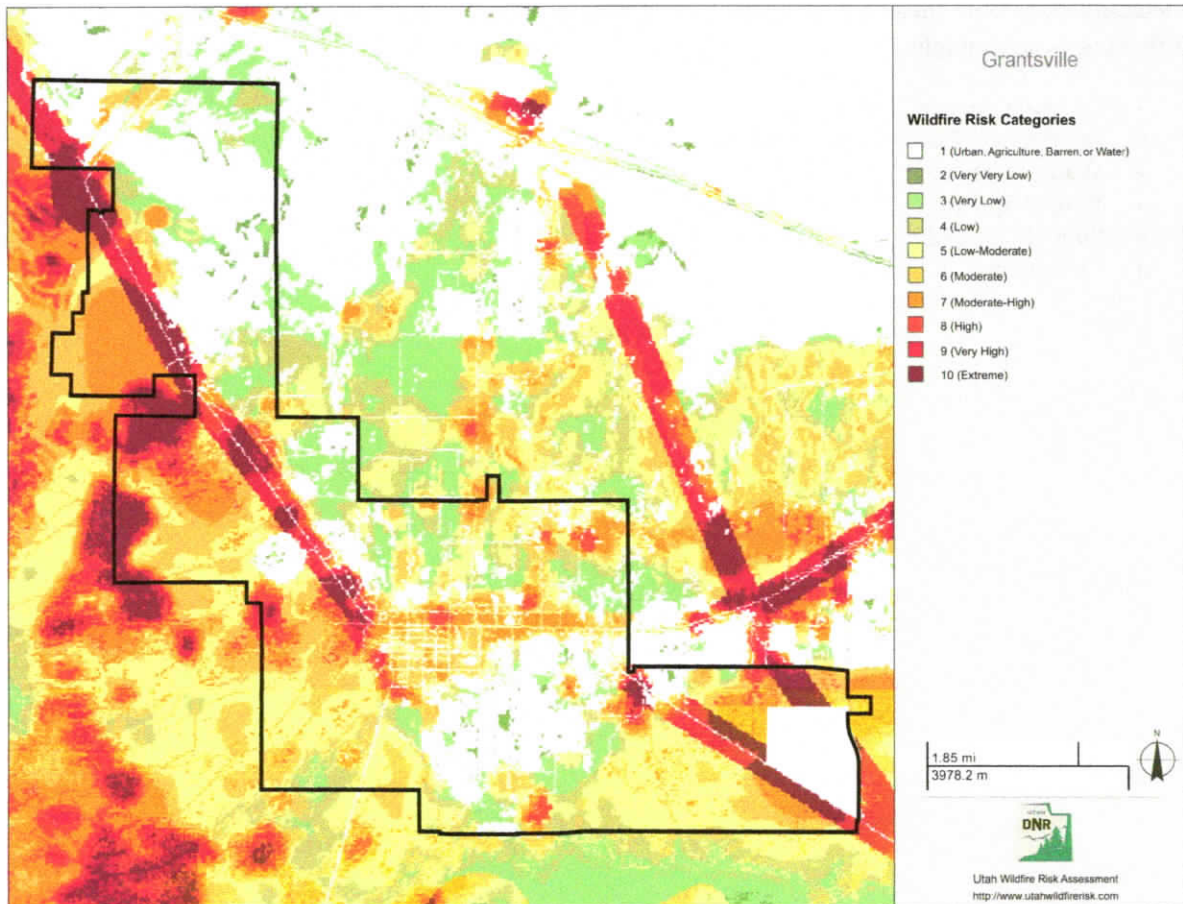 Grantsville
Wildfire Risk Categories
1 (Urban, Agriculture, Barren, or Water)
2 (Very Very Low)
3 (Very Low)
4 (Low)
5 (Low-Moderate)
6 (Moderate)
7 (Moderate-High)
8 (High)
9 (Very High)
10 (Extreme)
N
1.85 mi
3978.2 m
DNR
Utah Wildfire Risk Assessment
http://www.utahwildfirerisk.com